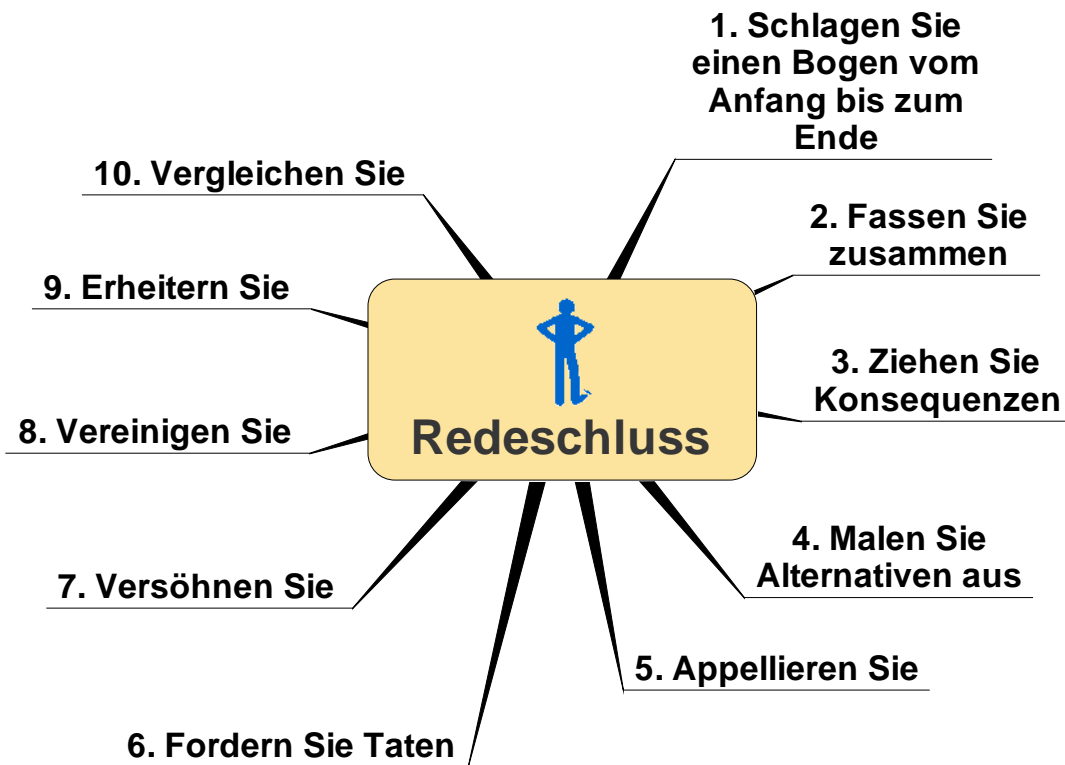 1. Schlagen Sie
einen Bogen vom
Anfang bis zum
Ende
2. Fassen Sie
zusammen
3. Ziehen Sie
Konsequenzen
4. Malen Sie
Alternativen aus
5. Appellieren Sie
6. Fordern Sie Taten
7. Versöhnen Sie
8. Vereinigen Sie
9. Erheitern Sie
10. Vergleichen Sie
Redeschluss